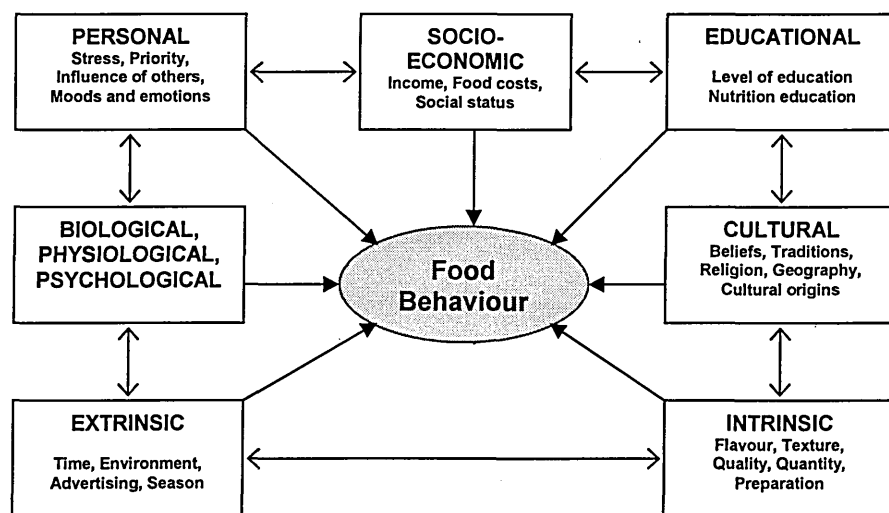 PERSONAL
Stress, Priority,
Influence of others,
Moods and emotions
SOCIO-
ECONOMIC
Income, Food costs,
Social status
EDUCATIONAL
Level of education
Nutrition education
BIOLOGICAL,
PHYSIOLOGICAL,
PSYCHOLOGICAL
Food
Behaviour
CULTURAL
Beliefs, Traditions,
Religion, Geography,
Cultural origins
EXTRINSIC
Time, Environment,
Advertising, Season
INTRINSIC
Flavour, Texture,
Quality, Quantity,
Preparation